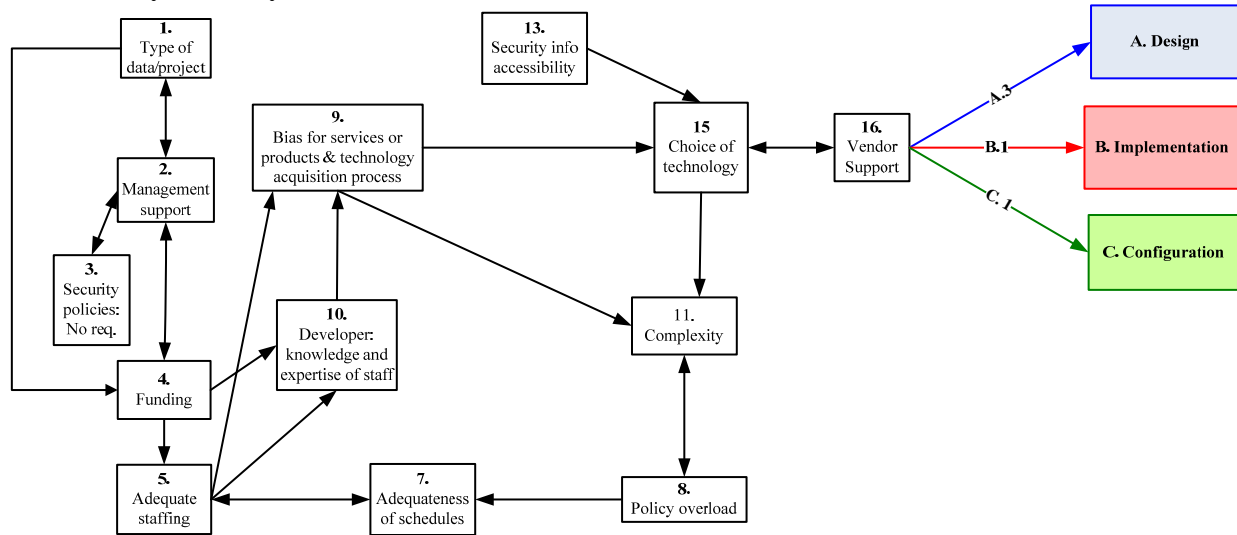 1.
Type of
data/project
13.
Security info
accessibility
A. Design
A.3
9.
Bias for services or
products & technology
acquisition process
15
Choice of
technology
16.
Vendor
Support
B.1
B. Implementation
2.
Management
support
C. 1
3.
Security
policies:
No req.
C. Configuration
10.
Developer:
knowledge and
expertise of staff
11.
Complexity
4.
Funding
5.
Adequate
staffing
7.
Adequateness
of schedules
8.
Policy overload